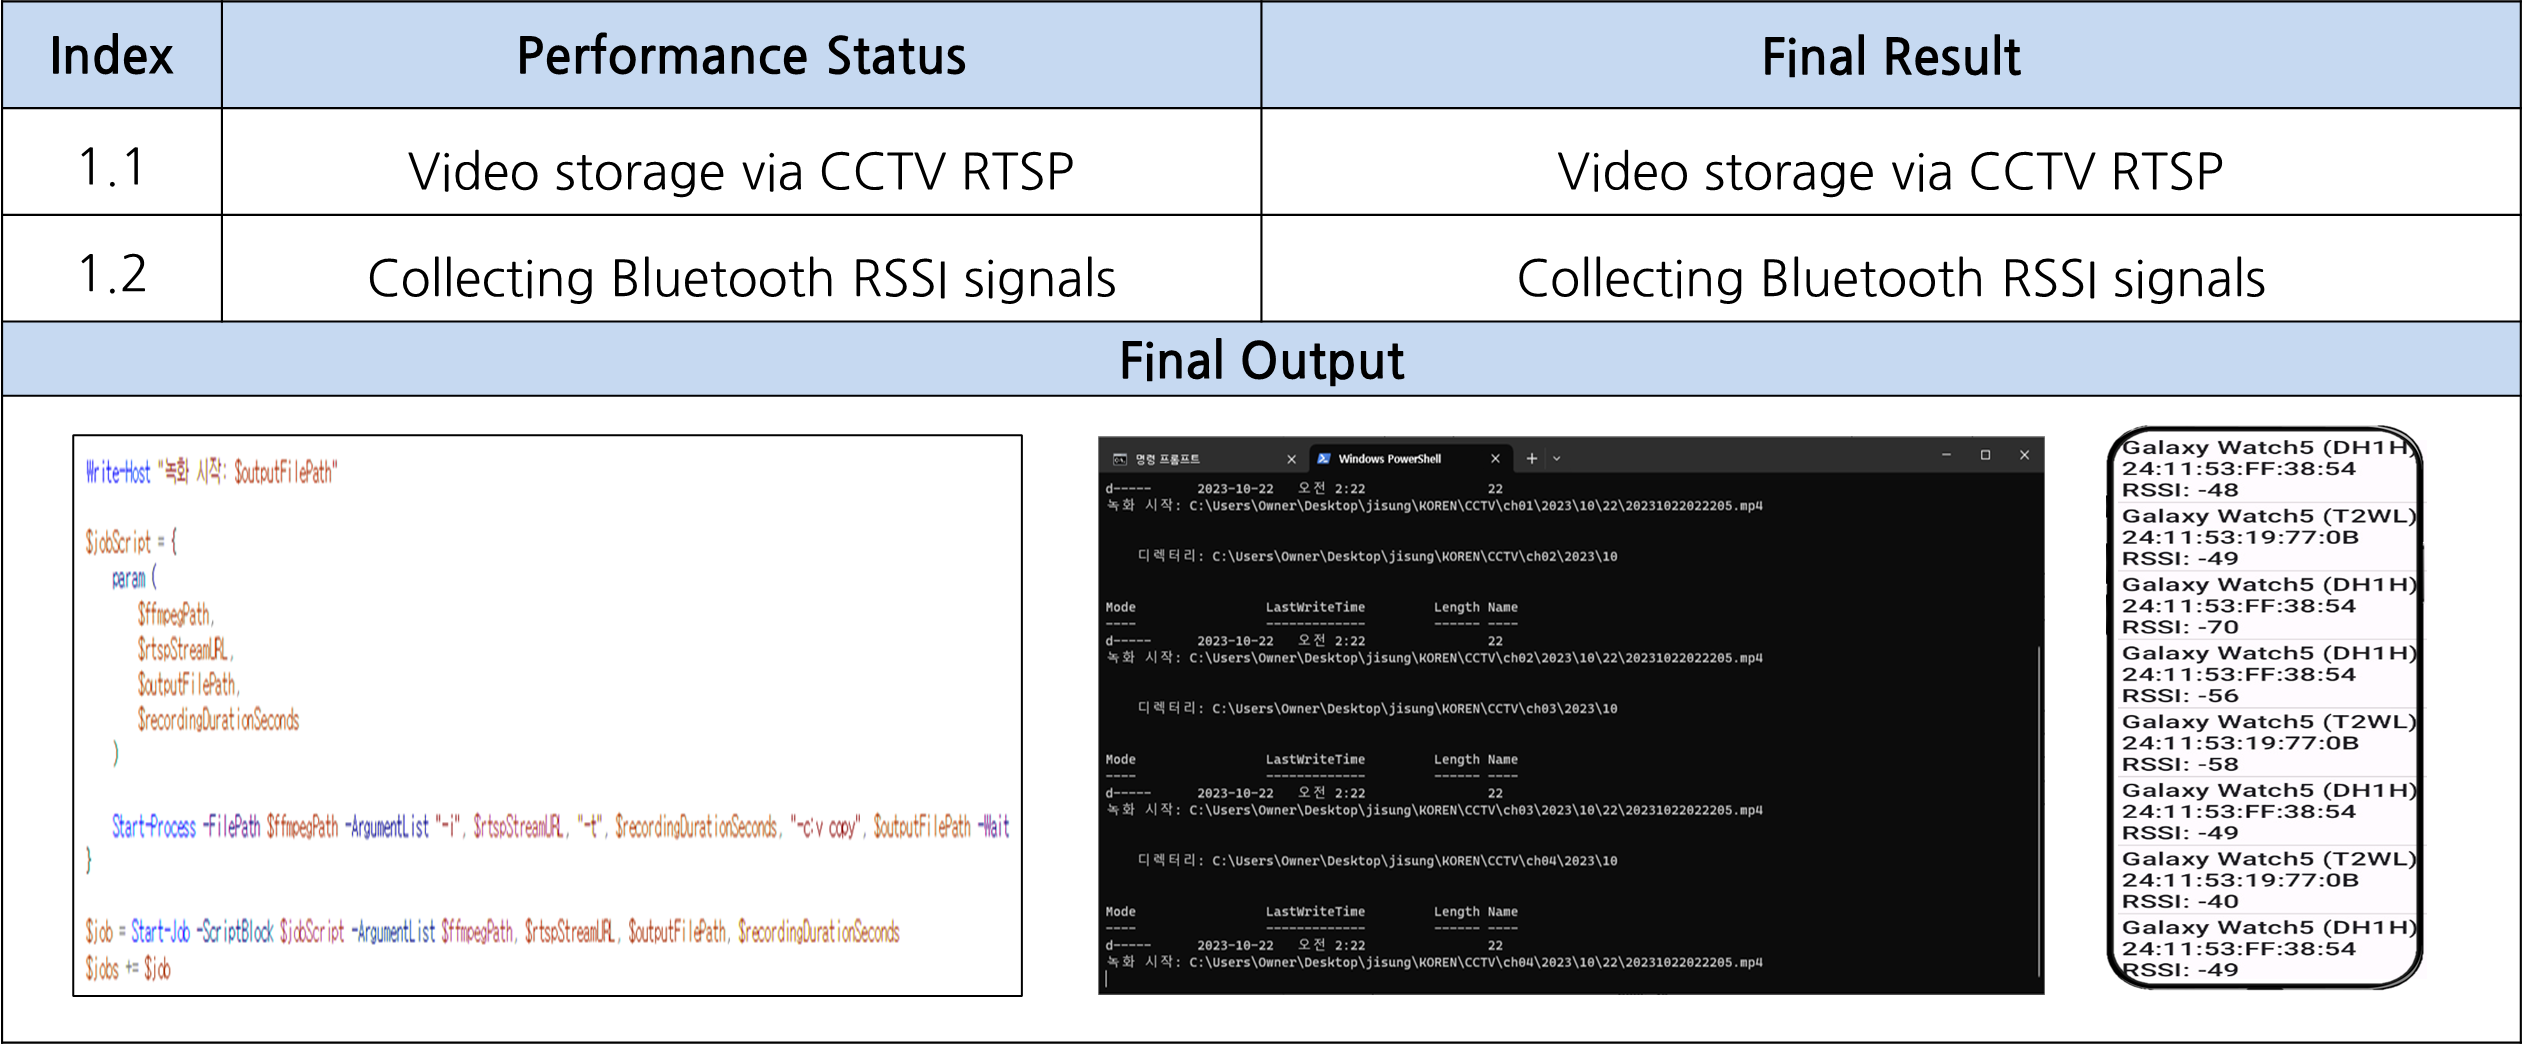 Index Performance Status Final Result
1.1 Video storage via CCTV RTSP Video storage via CCTV RTSP
1.2 Collecting Bluetooth RSSI signals Collecting Bluetooth RSSI signals
Final Output
Write-Host "녹화 시작: $outputFilePath"
$jobScript = {
param (
$ffmpegPath,
$rtspStreamURL,
$outputFilePath,
$recordingDurationSeconds
)
Start-Process -FilePath $ffmpegPath -ArgumentList "-i", $rtspStreamURL, "-t", $recordingDurationSeconds, "-c:v copy", $outputFilePath -Wait
}
$job = Start-Job -ScriptBlock $jobScript -ArgumentList $ffmpegPath, $rtspStreamURL, $outputFilePath, $recordingDurationSeconds
$jobs += $job
명령 프롬프트 Windows PowerShell
d----- 2023-10-22 오전 2:22 22
녹화 시작: C:\Users\Owner\Desktop\jisung\KOREN\CCTV\ch01\2023\10\22\20231022022205.mp4
디렉터리: C:\Users\Owner\Desktop\jisung\KOREN\CCTV\ch02\2023\10
Mode LastWriteTime Length Name
---- ------------- ------ ----
d----- 2023-10-22 오전 2:22 22
녹화 시작: C:\Users\Owner\Desktop\jisung\KOREN\CCTV\ch02\2023\10\22\20231022022205.mp4
디렉터리: C:\Users\Owner\Desktop\jisung\KOREN\CCTV\ch03\2023\10
Mode LastWriteTime Length Name
---- ------------- ------ ----
d----- 2023-10-22 오전 2:22 22
녹화 시작: C:\Users\Owner\Desktop\jisung\KOREN\CCTV\ch03\2023\10\22\20231022022205.mp4
디렉터리: C:\Users\Owner\Desktop\jisung\KOREN\CCTV\ch04\2023\10
Mode LastWriteTime Length Name
---- ------------- ------ ----
d----- 2023-10-22 오전 2:22 22
녹화 시작: C:\Users\Owner\Desktop\jisung\KOREN\CCTV\ch04\2023\10\22\20231022022205.mp4
Galaxy Watch5 (DH1H)
24:11:53:FF:38:54
RSSI: -48
Galaxy Watch5 (T2WL)
24:11:53:19:77:0B
RSSI: -49
Galaxy Watch5 (DH1H)
24:11:53:FF:38:54
RSSI: -70
Galaxy Watch5 (DH1H)
24:11:53:FF:38:54
RSSI: -56
Galaxy Watch5 (T2WL)
24:11:53:19:77:0B
RSSI: -58
Galaxy Watch5 (DH1H)
24:11:53:FF:38:54
RSSI: -49
Galaxy Watch5 (T2WL)
24:11:53:19:77:0B
RSSI: -40
Galaxy Watch5 (DH1H)
24:11:53:FF:38:54
RSSI: -49